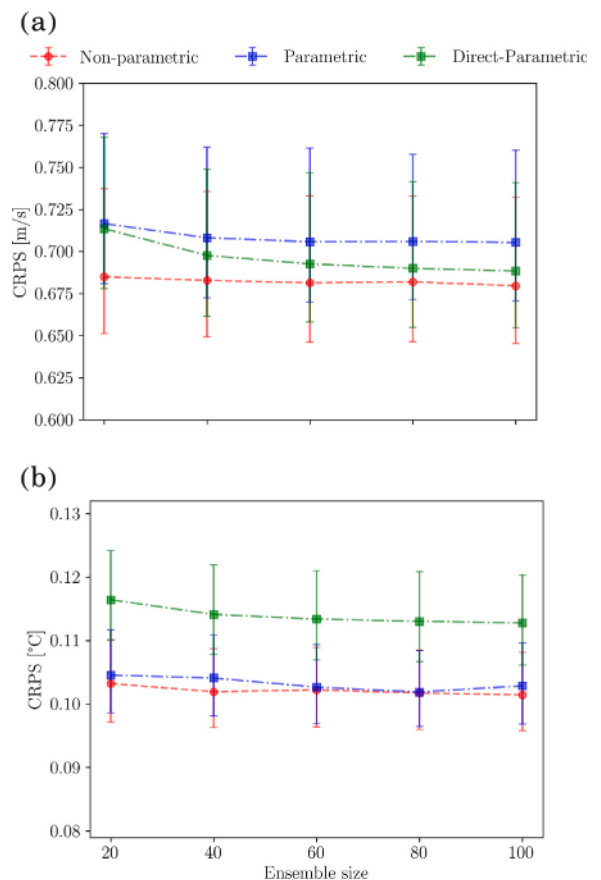 (a)
Non-parametric Parametric Direct-Parametric
0.800
0.775
0.750
0.725
0.700
0.675
0.650
0.625
0.600
CRPS [m/s]
(b)
0.13
0.12
0.11
0.10
0.09
0.08
CRPS [°C]
20 40 60 80 100
Ensemble size